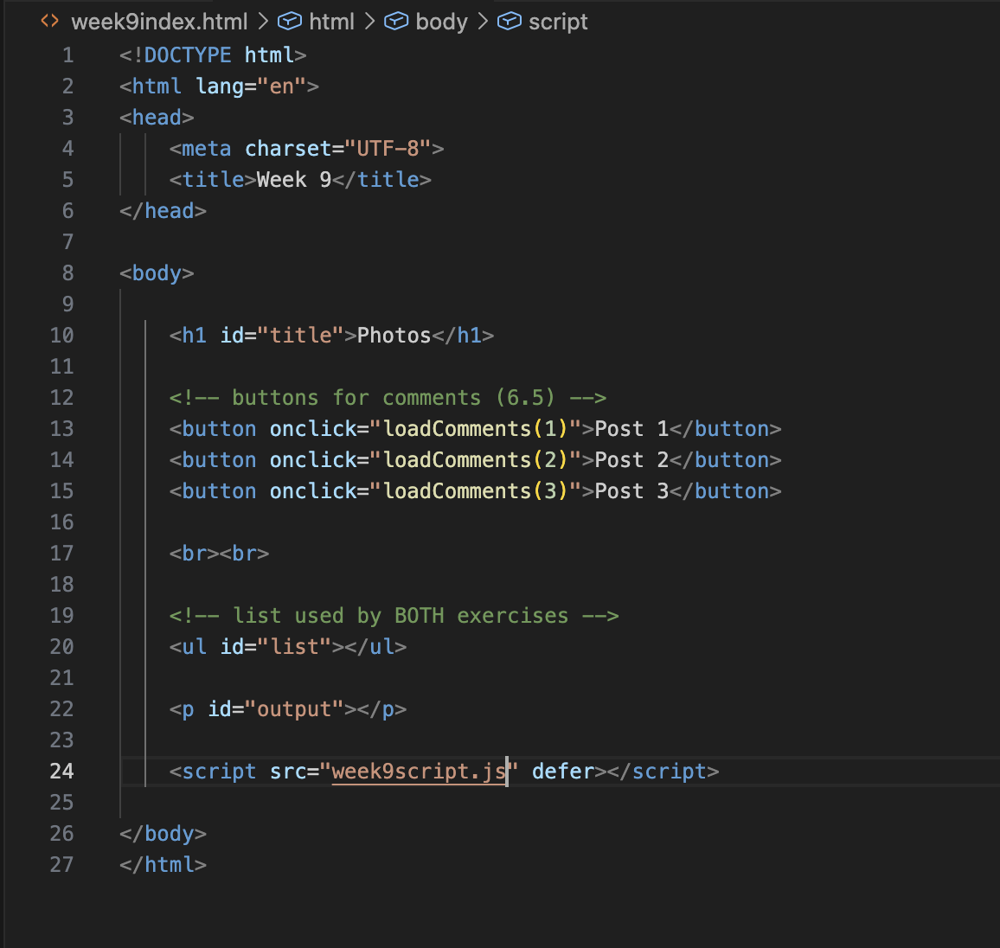 <> week9index.html > html > body > script
1 <!DOCTYPE html>
2 <html lang="en">
3 <head>
4     <meta charset="UTF-8">
5     <title>Week 9</title>
6 </head>
7
8 <body>
9
10     <h1 id="title">Photos</h1>
11
12     <!-- buttons for comments (6.5) -->
13     <button onclick="loadComments(1)">Post 1</button>
14     <button onclick="loadComments(2)">Post 2</button>
15     <button onclick="loadComments(3)">Post 3</button>
16
17     <br><br>
18
19     <!-- list used by BOTH exercises -->
20     <ul id="list"></ul>
21
22     <p id="output"></p>
23
24     <script src="week9script.js" defer></script>
25
26 </body>
27 </html>